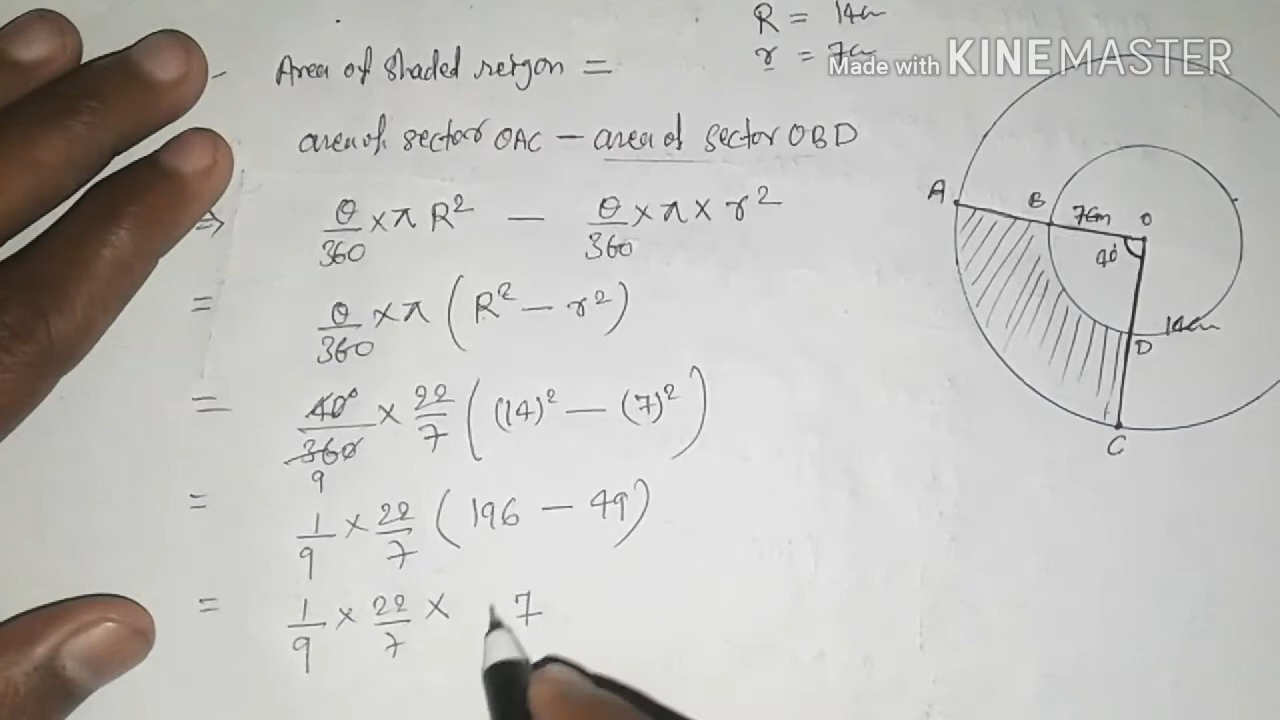 R = 14cm
r = 7cm
Made with KINEMASTER
Area of Shaded reigon =
area of sector OAC – area of sector OBD
⇒ θ/360 × π R² – θ/360 × π × r²
= θ/360 × π (R² – r²)
= 40°/360 × 22/7 ((14)² – (7)²)
9
= 1/9 × 22/7 (196 – 49)
= 1/9 × 22/7 × 7
A
B
7cm
O
40°
14cm
D
C